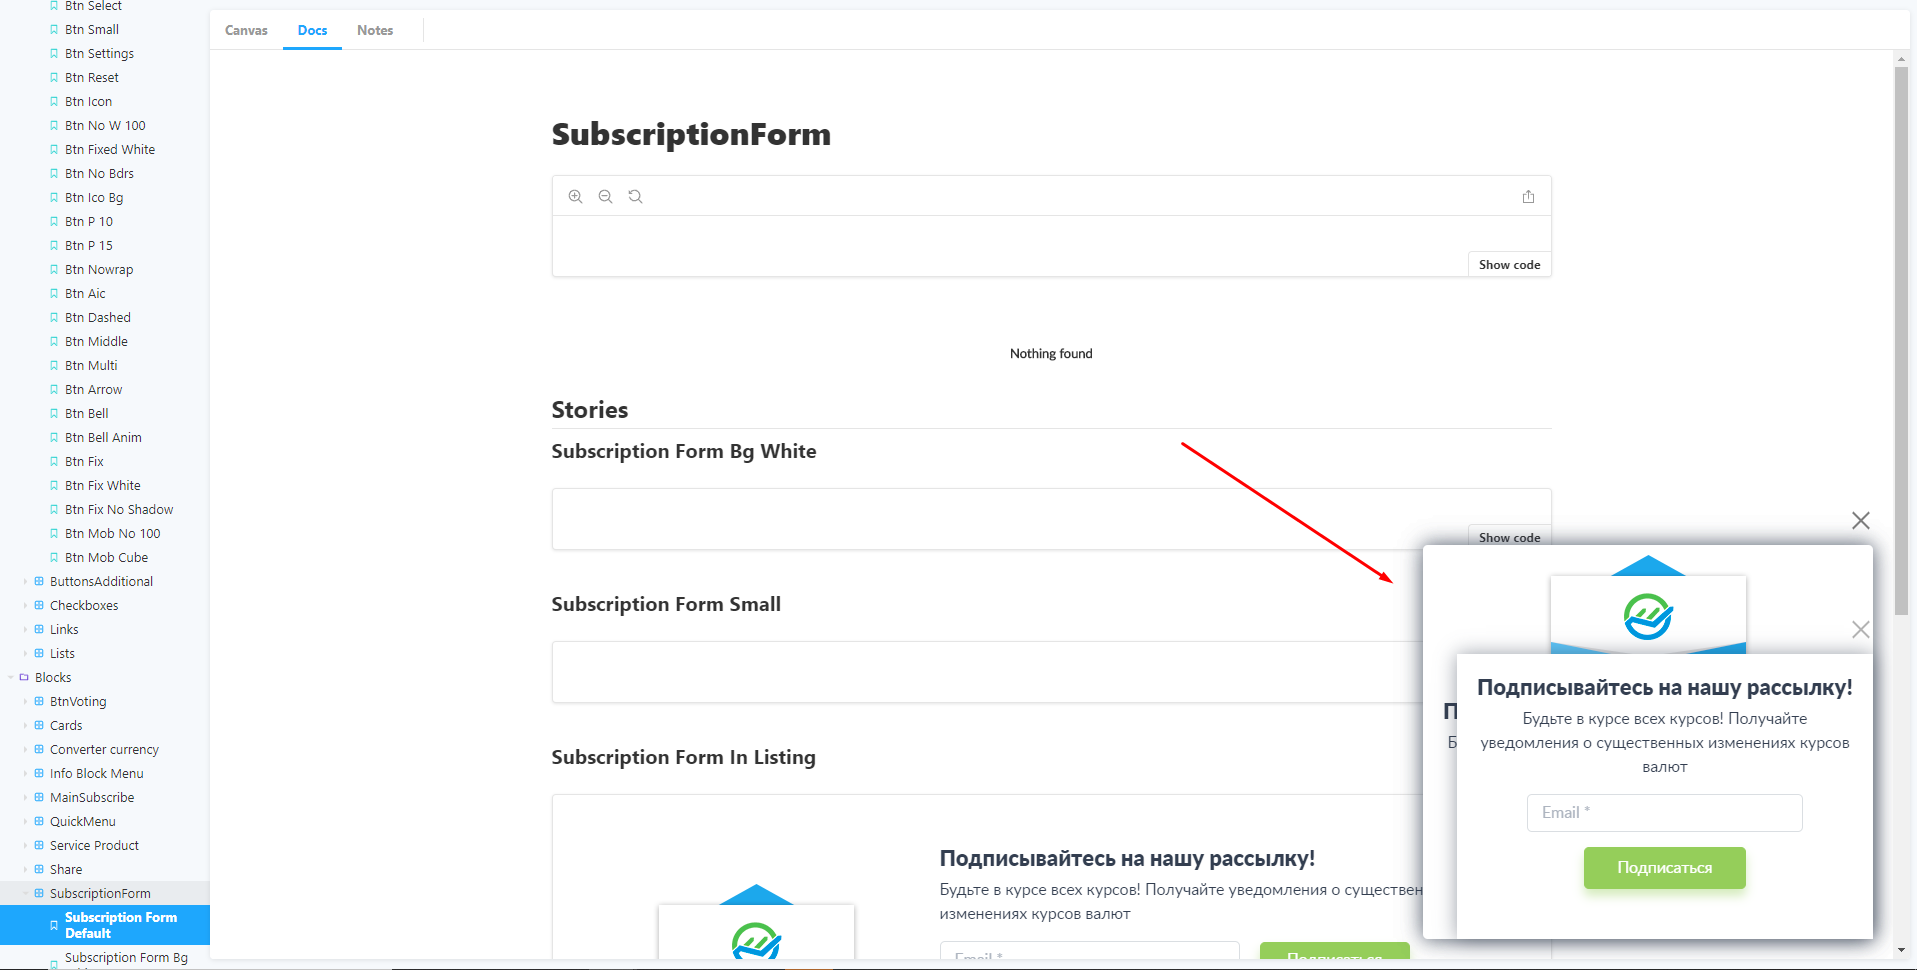 Btn Select
Btn Small
Btn Settings
Btn Reset
Btn Icon
Btn No W 100
Btn Fixed White
Btn No Bdrs
Btn Ico Bg
Btn P 10
Btn P 15
Btn Nowrap
Btn Aic
Btn Dashed
Btn Middle
Btn Multi
Btn Arrow
Btn Bell
Btn Bell Anim
Btn Fix
Btn Fix White
Btn Fix No Shadow
Btn Mob No 100
Btn Mob Cube
ButtonsAdditional
Checkboxes
Links
Lists
Blocks
BtnVoting
Cards
Converter currency
Info Block Menu
MainSubscribe
QuickMenu
Service Product
Share
SubscriptionForm
Subscription Form
Default
Subscription Form Bg
Canvas Docs Notes
SubscriptionForm
Show code
Nothing found
Stories
Subscription Form Bg White
Show code
Subscription Form Small
Subscription Form In Listing
Подписывайтесь на нашу рассылку!
Будьте в курсе всех курсов! Получайте уведомления о существен
изменениях курсов валют
Email *
Подписаться
П
Б
Подписывайтесь на нашу рассылку!
Будьте в курсе всех курсов! Получайте
уведомления о существенных изменениях курсов
валют
Email *
Подписаться